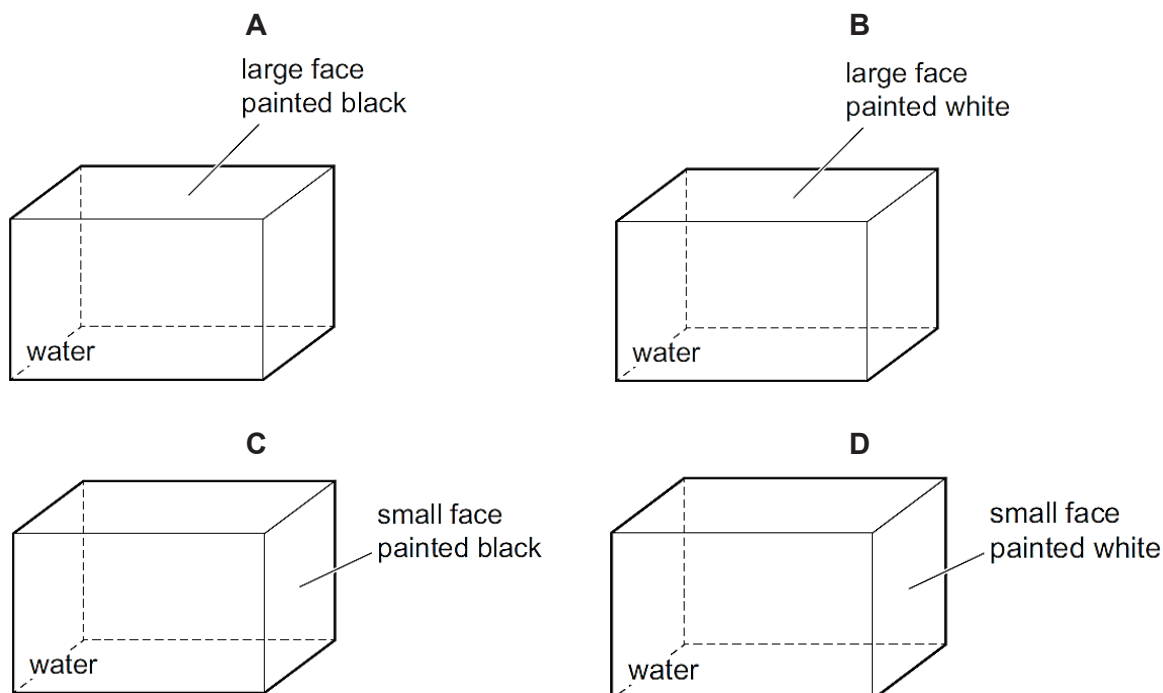 A
large face
painted black
water
B
large face
painted white
water
C
small face
painted black
water
D
small face
painted white
water